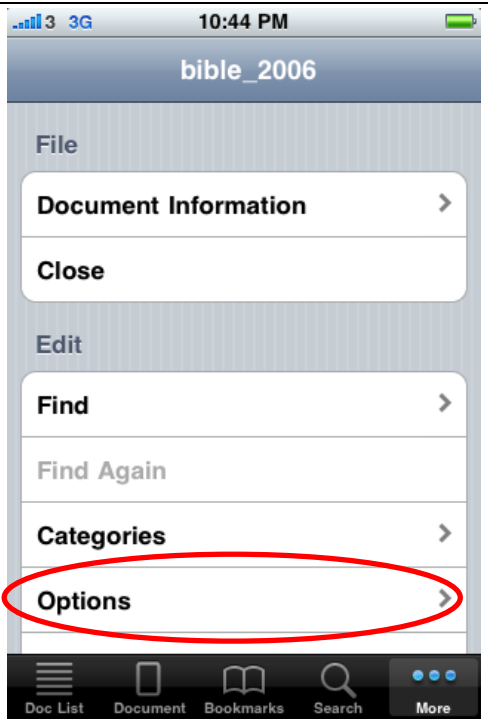 3 3G 10:44 PM
bible_2006
File
Document Information
Close
Edit
Find
Find Again
Categories
Options
Doc List Document Bookmarks Search More